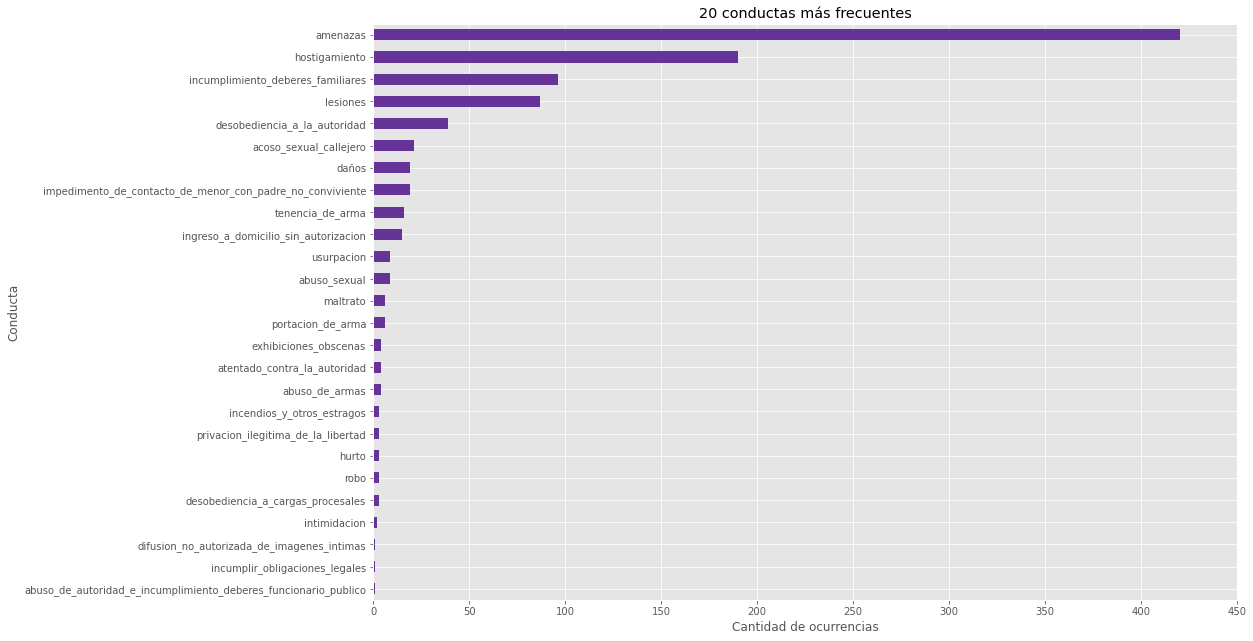 20 conductas más frecuentes
amenazas
hostigamiento
incumplimiento_deberes_familiares
lesiones
desobediencia_a_la_autoridad
acoso_sexual_callejero
daños
impedimento_de_contacto_de_menor_con_padre_no_conviviente
tenencia_de_arma
ingreso_a_domicilio_sin_autorizacion
usurpacion
abuso_sexual
maltrato
portacion_de_arma
exhibiciones_obscenas
atentado_contra_la_autoridad
abuso_de_armas
incendios_y_otros_estragos
privacion_ilegitima_de_la_libertad
hurto
robo
desobediencia_a_cargas_procesales
intimidacion
difusion_no_autorizada_de_imagenes_intimas
incumplir_obligaciones_legales
abuso_de_autoridad_e_incumplimiento_deberes_funcionario_publico
Conducta
0 50 100 150 200 250 300 350 400 450
Cantidad de ocurrencias